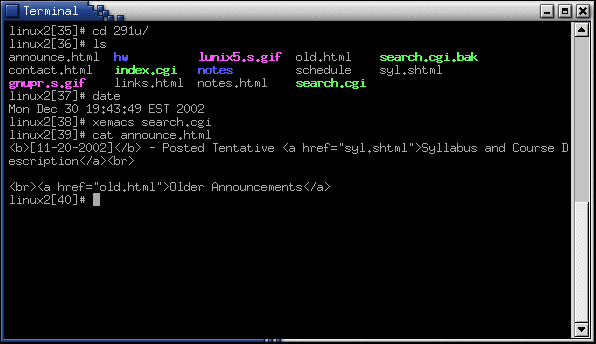 Terminal
linux2[35]# cd 291u/
linux2[36]# ls
announce.html hw lunix5.s.gif old.html search.cgi.bak
contact.html index.cgi notes schedule syl.shtml
gnupr.s.gif links.html notes.html search.cgi
linux2[37]# date
Mon Dec 30 19:43:49 EST 2002
linux2[38]# xemacs search.cgi
linux2[39]# cat announce.html
<b>[11-20-2002]</b> - Posted Tentative <a href="syl.shtml">Syllabus and Course D
escription</a><br>
<br><a href="old.html">Older Announcements</a>
linux2[40]#